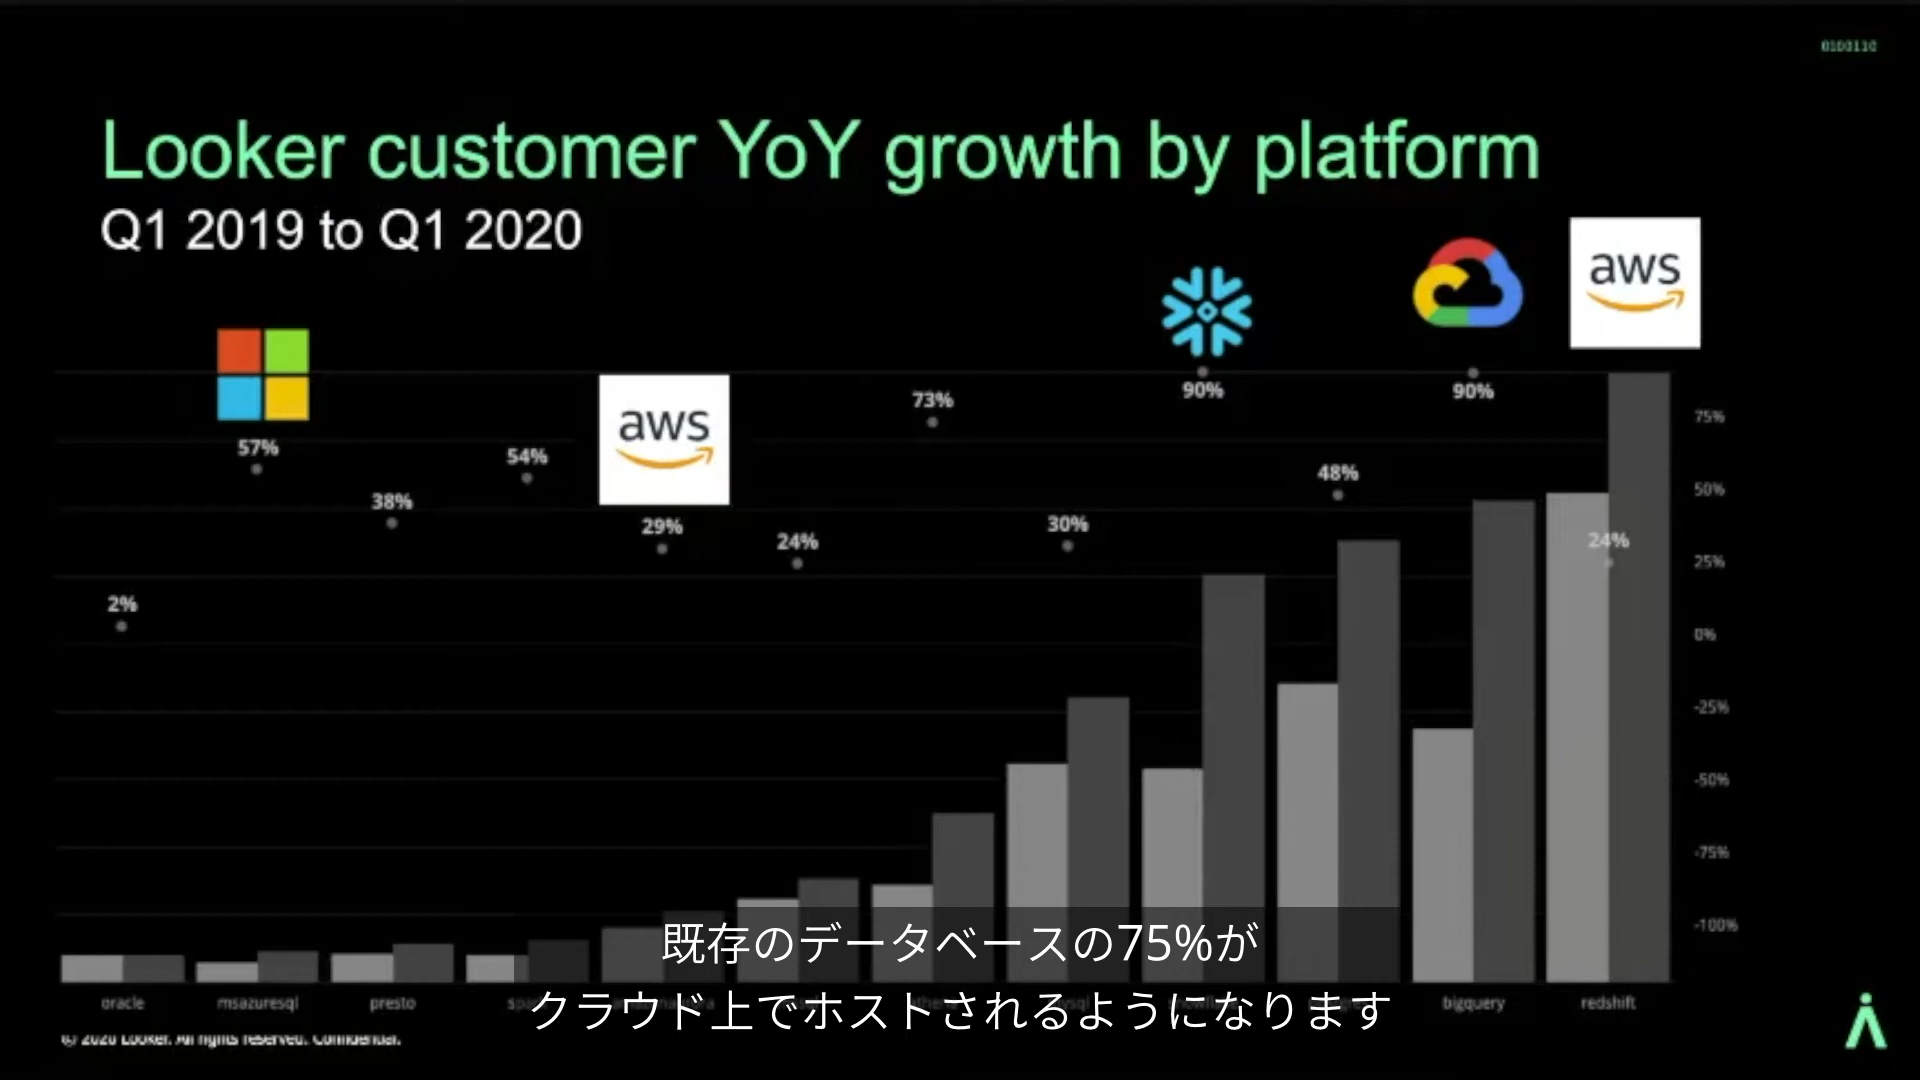 0100110
Looker customer YoY growth by platform
Q1 2019 to Q1 2020
aws
aws
90%
90%
73%
75%
57%
54%
48%
50%
38%
29%
30%
24%
24%
25%
2%
0%
-25%
-50%
-75%
-100%
既存のデータベースの75%が
oracle
msazuresql
presto
bigquery
redshift
クラウド上でホストされるようになります
© 2020 Looker. All rights reserved. Confidential.